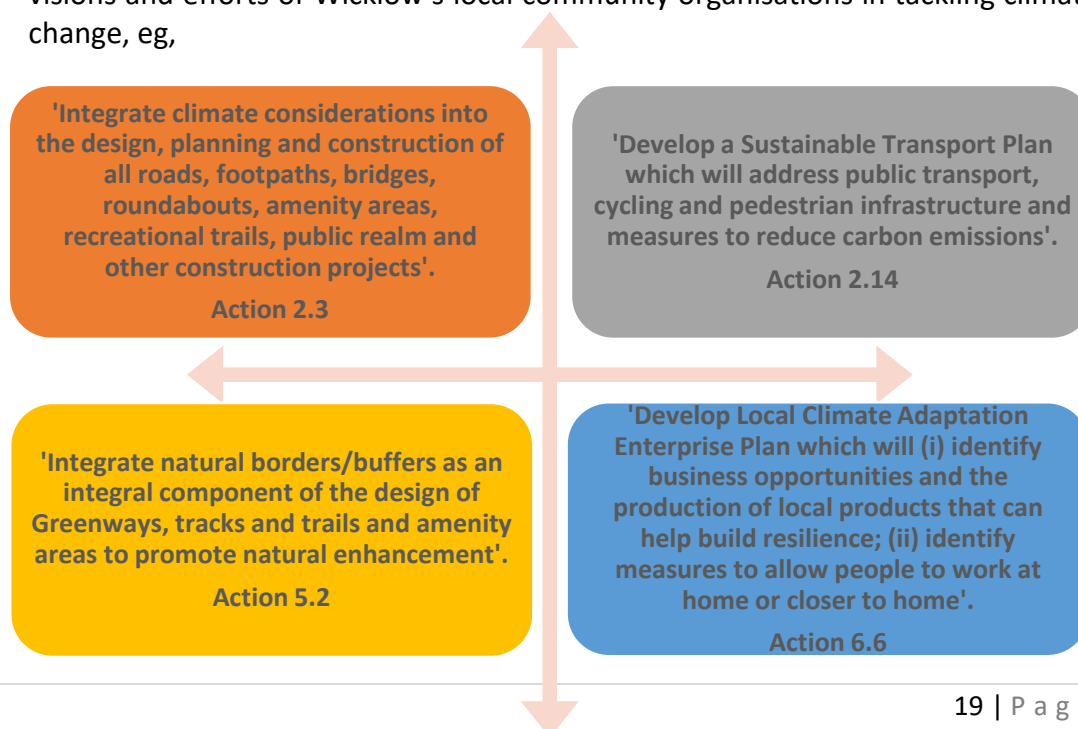 visions and efforts of Wicklow's local community organisations in tackling
change, eg,
'Integrate climate considerations into
the design, planning and construction of
all roads, footpaths, bridges,
roundabouts, amenity areas,
recreational trails, public realm and
other construction projects'.
Action 2.3
'Develop a Sustainable Transport Plan
which will address public transport,
cycling and pedestrian infrastructure and
measures to reduce carbon emissions'.
Action 2.14
'Integrate natural borders/buffers as an
integral component of the design of
Greenways, tracks and trails and amenity
areas to promote natural enhancement'.
Action 5.2
'Develop Local Climate Adaptation
Enterprise Plan which will (i) identify
business opportunities and the
production of local products that can
help build resilience; (ii) identify
measures to allow people to work at
home or closer to home'.
Action 6.6
19 | P a g